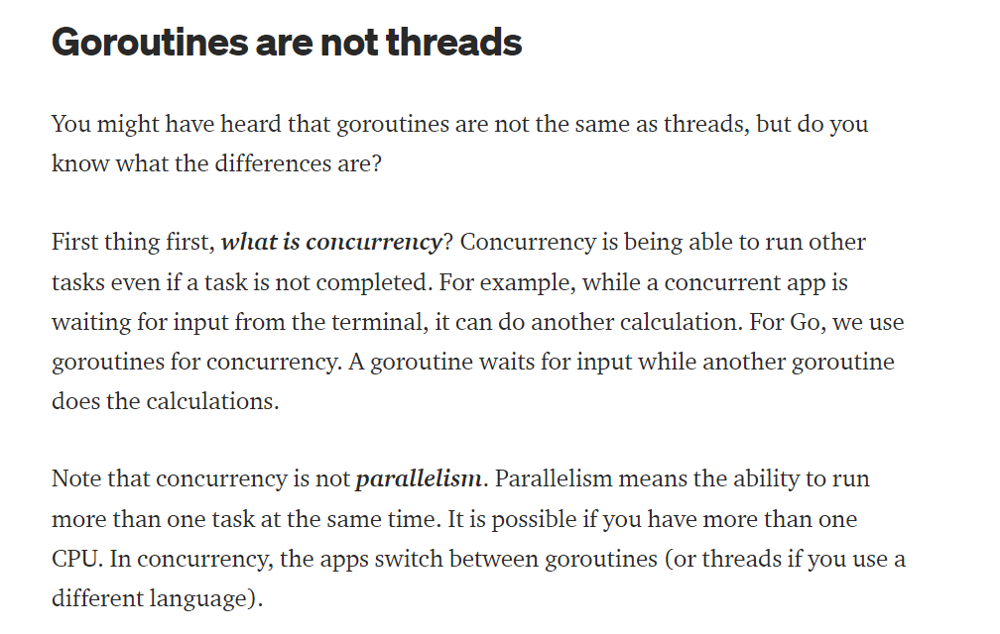 Goroutines are not threads
You might have heard that goroutines are not the same as threads, but do you
know what the differences are?
First thing first, what is concurrency? Concurrency is being able to run other
tasks even if a task is not completed. For example, while a concurrent app is
waiting for input from the terminal, it can do another calculation. For Go, we use
goroutines for concurrency. A goroutine waits for input while another goroutine
does the calculations.
Note that concurrency is not parallelism. Parallelism means the ability to run
more than one task at the same time. It is possible if you have more than one
CPU. In concurrency, the apps switch between goroutines (or threads if you use a
different language).